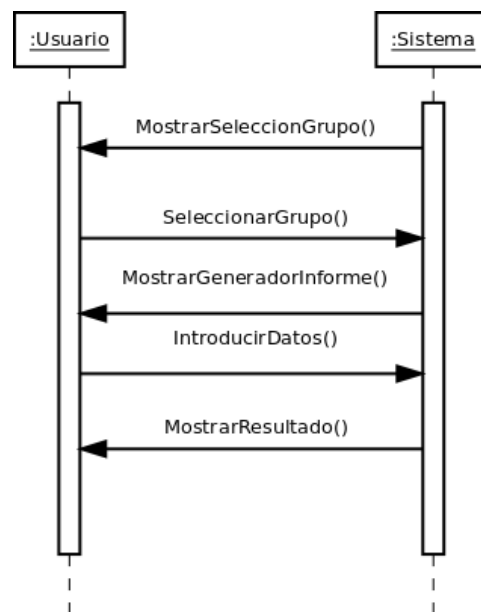 :Usuario
:Sistema
MostrarSeleccionGrupo()
SeleccionarGrupo()
MostrarGeneradorInforme()
IntroducirDatos()
MostrarResultado()